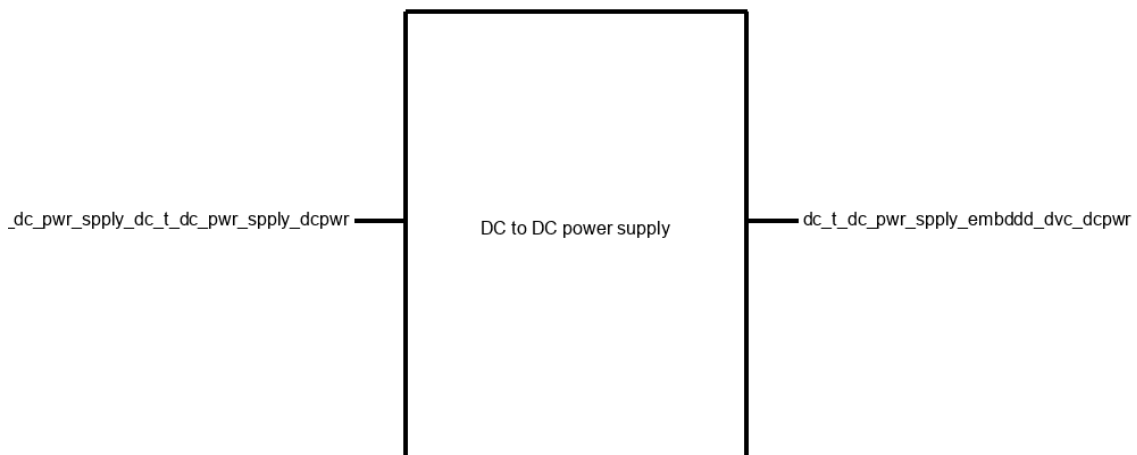 _dc_pwr_spply_dc_t_dc_pwr_spply_dcpwr
DC to DC power supply
dc_t_dc_pwr_spply_embddd_dvc_dcpwr